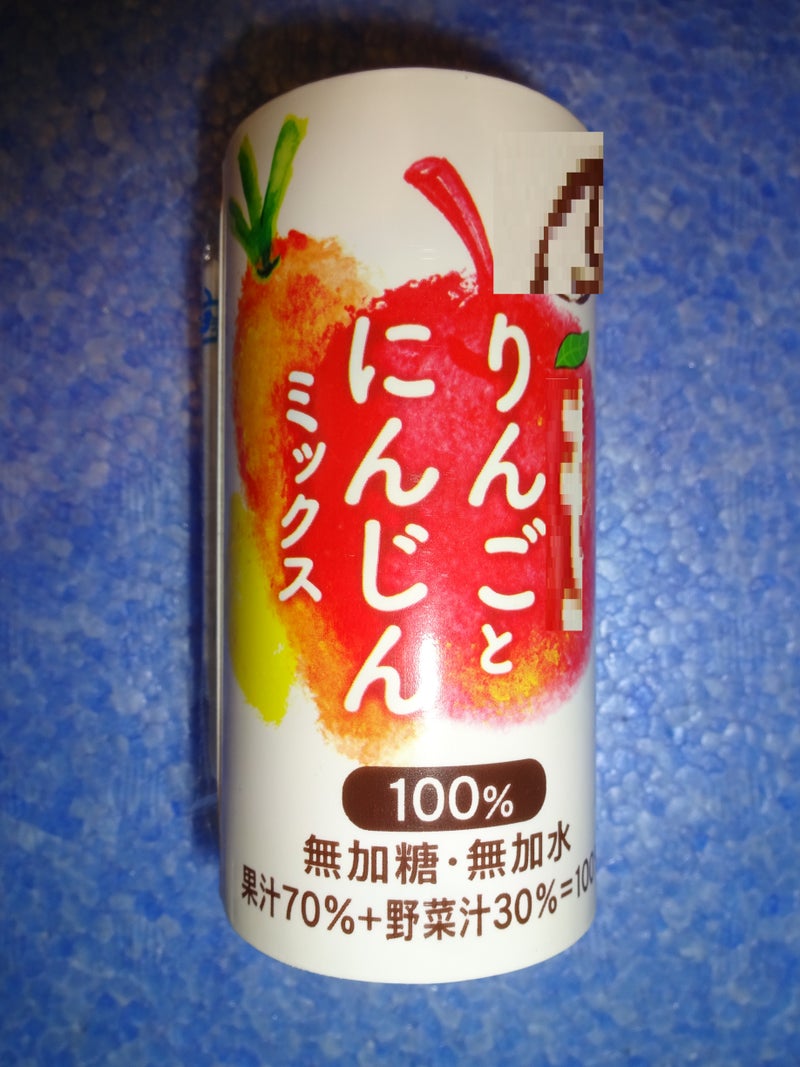 りんごと
にんじん
ミックス
100%
無加糖・無加水
果汁70%+野菜汁30%=100